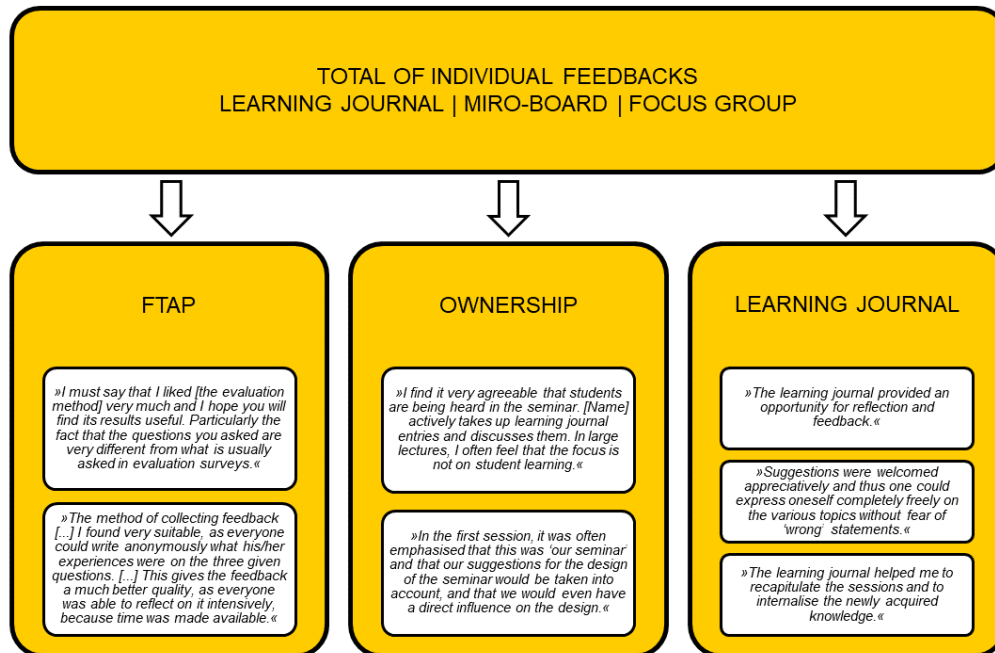 TOTAL OF INDIVIDUAL FEEDBACKS
LEARNING JOURNAL | MIRO-BOARD | FOCUS GROUP
FTAP
»I must say that I liked [the evaluation
method] very much and I hope you will
find its results useful. Particularly the
fact that the questions you asked are
very different from what is usually
asked in evaluation surveys.«
»The method of collecting feedback
[...] I found very suitable, as everyone
could write anonymously what his/her
experiences were on the three given
questions. [...] This gives the feedback
a much better quality, as everyone
was able to reflect on it intensively,
because time was made available.«
OWNERSHIP
»I find it very agreeable that students
are being heard in the seminar. [Name]
actively takes up learning journal
entries and discusses them. In large
lectures, I often feel that the focus is
not on student learning.«
»In the first session, it was often
emphasised that this was ‘our seminar’
and that our suggestions for the design
of the seminar would be taken into
account, and that we would even have
a direct influence on the design.«
LEARNING JOURNAL
»The learning journal provided an
opportunity for reflection and
feedback.«
»Suggestions were welcomed
appreciatively and thus one could
express oneself completely freely on
the various topics without fear of
‘wrong’ statements.«
»The learning journal helped me to
recapitulate the sessions and to
internalise the newly acquired
knowledge.«